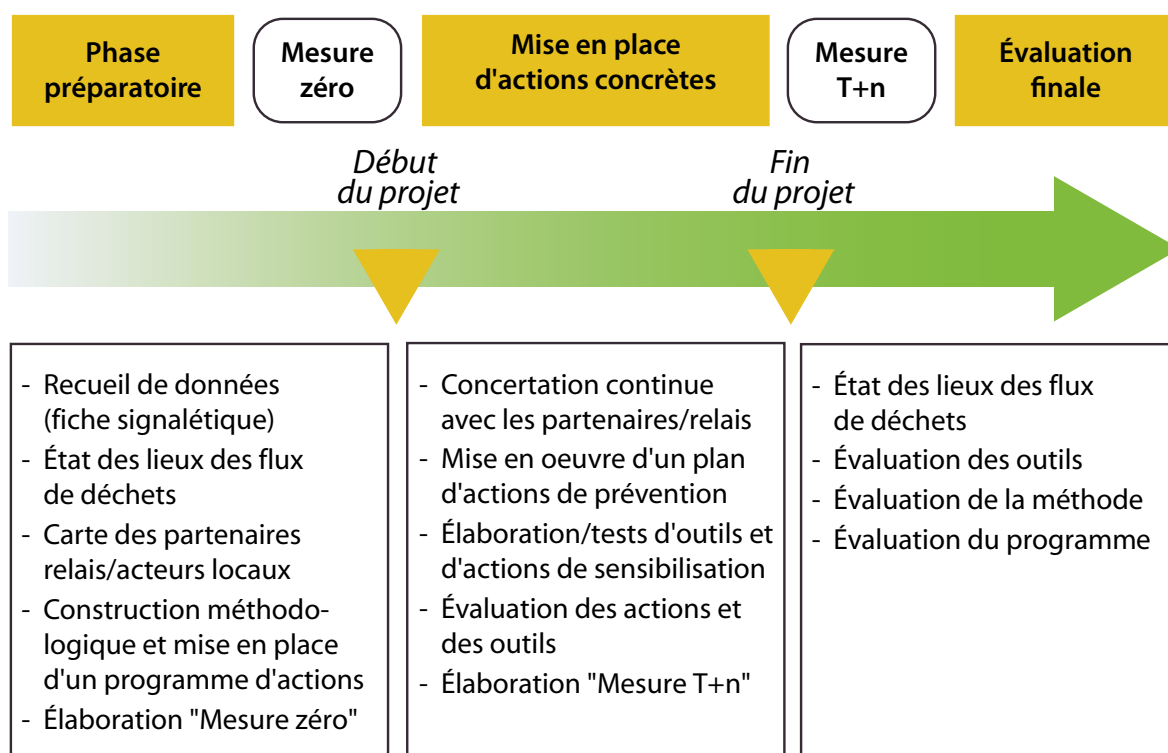 Phase
préparatoire
Mesure
zéro
Mise en place
d'actions concrètes
Mesure
T+n
Évaluation
finale
Début
du projet
Fin
du projet
- Recueil de données
(fiche signalétique)
- État des lieux des flux
de déchets
- Carte des partenaires
relais/acteurs locaux
- Construction méthodo-
logique et mise en place
d'un programme d'actions
- Élaboration "Mesure zéro"
- Concertation continue
avec les partenaires/relais
- Mise en oeuvre d'un plan
d'actions de prévention
- Élaboration/tests d'outils et
d'actions de sensibilisation
- Évaluation des actions et
des outils
- Élaboration "Mesure T+n"
- État des lieux des flux
de déchets
- Évaluation des outils
- Évaluation de la méthode
- Évaluation du programme